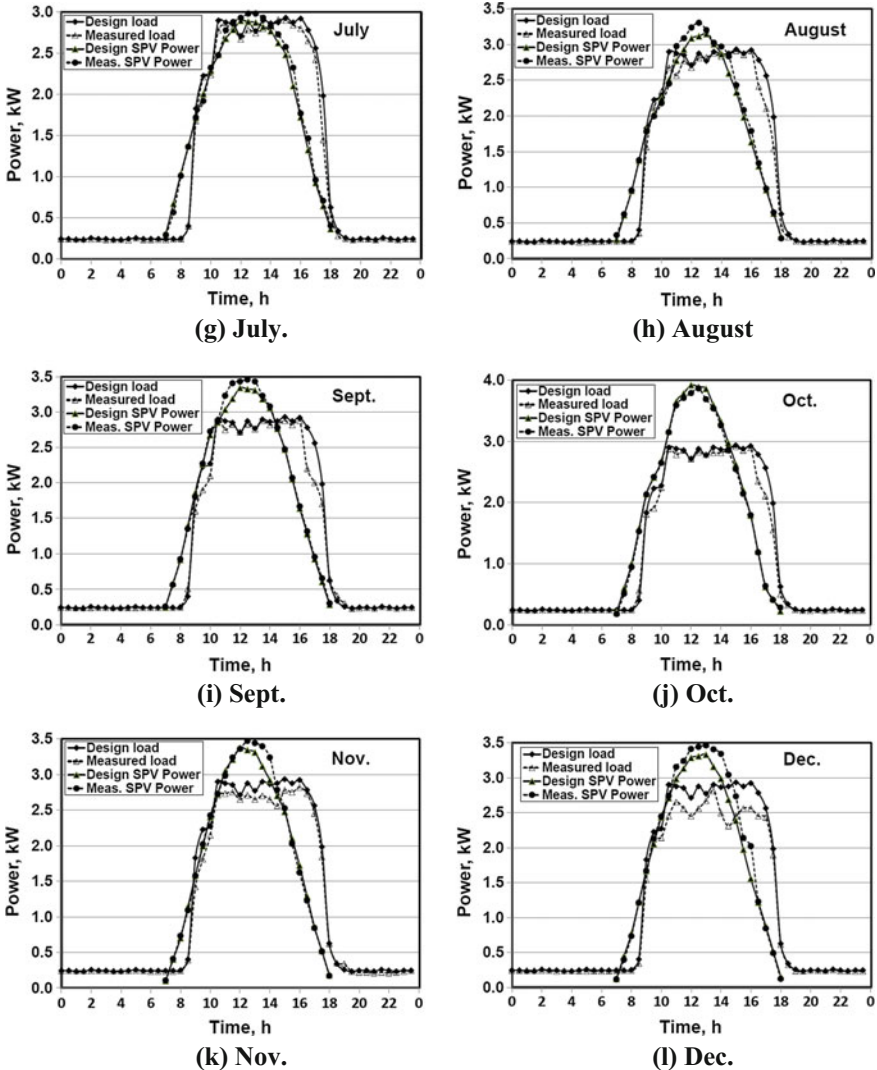 July
Design load
Measured load
Design SPV Power
Meas. SPV Power
Power, kW
3.0
2.5
2.0
1.5
1.0
0.5
0.0
0 2 4 6 8 10 12 14 16 18 20 22 0
Time, h
(g) July.
August
Design load
Measured load
Design SPV Power
Meas. SPV Power
Power, kW
3.5
3.0
2.5
2.0
1.5
1.0
0.5
0.0
0 2 4 6 8 10 12 14 16 18 20 22 0
Time, h
(h) August
Sept.
Design load
Measured load
Design SPV Power
Meas. SPV Power
Power, kW
3.5
3.0
2.5
2.0
1.5
1.0
0.5
0.0
0 2 4 6 8 10 12 14 16 18 20 22 0
Time, h
(i) Sept.
Oct.
Design load
Measured load
Design SPV Power
Meas. SPV Power
Power, kW
4.0
3.0
2.0
1.0
0.0
0 2 4 6 8 10 12 14 16 18 20 22 0
Time, h
(j) Oct.
Nov.
Design load
Measured load
Design SPV Power
Meas. SPV Power
Power, kW
3.5
3.0
2.5
2.0
1.5
1.0
0.5
0.0
0 2 4 6 8 10 12 14 16 18 20 22 0
Time, h
(k) Nov.
Dec.
Design load
Measured load
Design SPV Power
Meas. SPV Power
Power, kW
3.5
3.0
2.5
2.0
1.5
1.0
0.5
0.0
0 2 4 6 8 10 12 14 16 18 20 22 0
Time, h
(l) Dec.